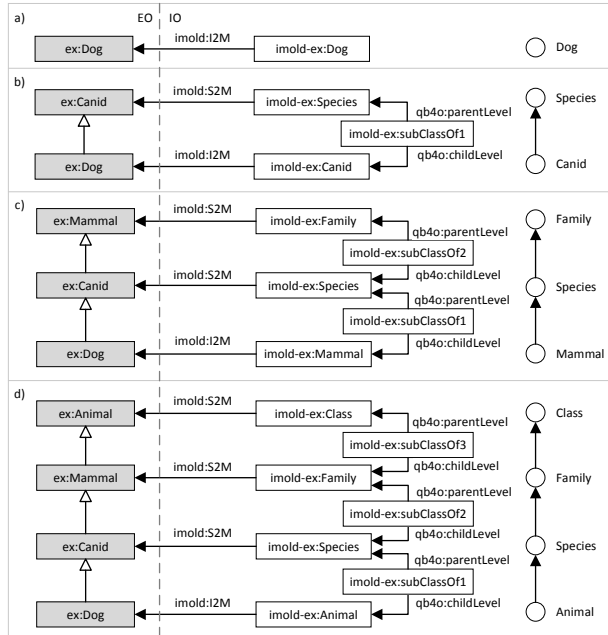 a) EO IO
ex:Dog imold:I2M imold-ex:Dog Dog
b)
ex:Canid imold:S2M imold-ex:Species Species
qb4o:parentLevel
imold-ex:subClassOf1
qb4o:childLevel
ex:Dog imold:I2M imold-ex:Canid Canid
c)
ex:Mammal imold:S2M imold-ex:Family Family
qb4o:parentLevel
imold-ex:subClassOf2
qb4o:childLevel
ex:Canid imold:S2M imold-ex:Species Species
qb4o:parentLevel
imold-ex:subClassOf1
qb4o:childLevel
ex:Dog imold:I2M imold-ex:Mammal Mammal
d)
ex:Animal imold:S2M imold-ex:Class Class
qb4o:parentLevel
imold-ex:subClassOf3
qb4o:childLevel
ex:Mammal imold:S2M imold-ex:Family Family
qb4o:parentLevel
imold-ex:subClassOf2
qb4o:childLevel
ex:Canid imold:S2M imold-ex:Species Species
qb4o:parentLevel
imold-ex:subClassOf1
qb4o:childLevel
ex:Dog imold:I2M imold-ex:Animal Animal